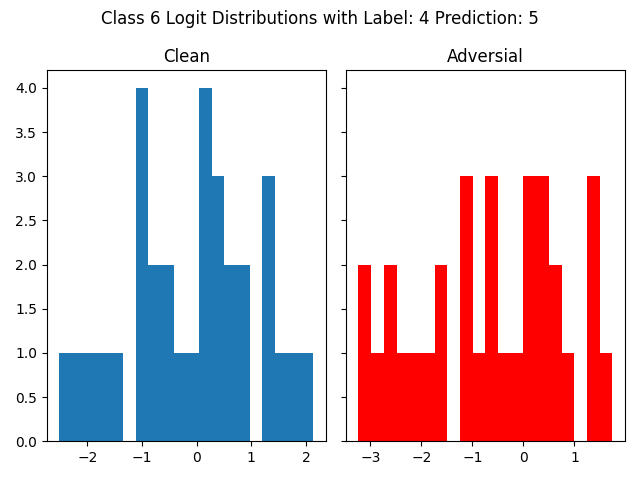 Class 6 Logit Distributions with Label: 4 Prediction: 5
Clean
Adversial
4.0
3.5
3.0
2.5
2.0
1.5
1.0
0.5
0.0
−2 −1 0 1 2
−3 −2 −1 0 1